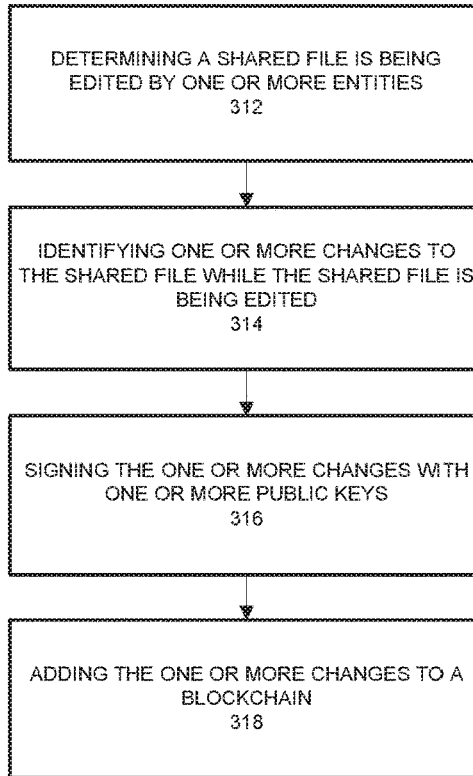 DETERMINING A SHARED FILE IS BEING
EDITED BY ONE OR MORE ENTITIES
312
IDENTIFYING ONE OR MORE CHANGES TO
THE SHARED FILE WHILE THE SHARED FILE IS
BEING EDITED
314
SIGNING THE ONE OR MORE CHANGES WITH
ONE OR MORE PUBLIC KEYS
316
ADDING THE ONE OR MORE CHANGES TO A
BLOCKCHAIN
318